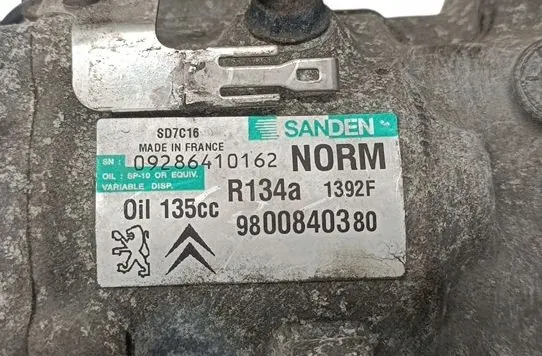 SD7C16
MADE IN FRANCE
SANDEN
SN : 09286410162 NORM
OIL : SP-10 OR EQUIV.
VARIABLE DISP.
R134a 1392F
Oil 135cc
9800840380